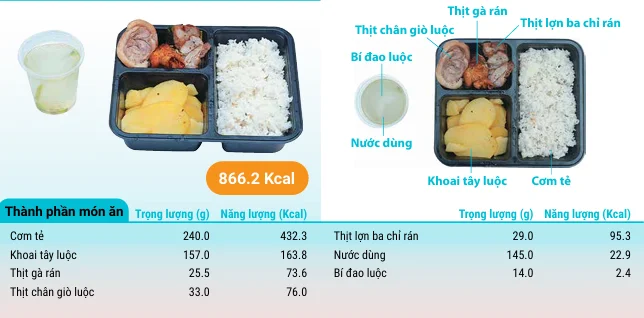 Thịt gà rán
Thịt chân giò luộc
Thịt lợn ba chỉ rán
Bí đao luộc
Nước dùng
Khoai tây luộc
Cơm tẻ
866.2 Kcal
Thành phần món ăn Trọng lượng (g) Năng lượng (Kcal)
Cơm tẻ 240.0 432.3
Khoai tây luộc 157.0 163.8
Thịt gà rán 25.5 73.6
Thịt chân giò luộc 33.0 76.0
Trọng lượng (g) Năng lượng (Kcal)
Thịt lợn ba chỉ rán 29.0 95.3
Nước dùng 145.0 22.9
Bí đao luộc 14.0 2.4